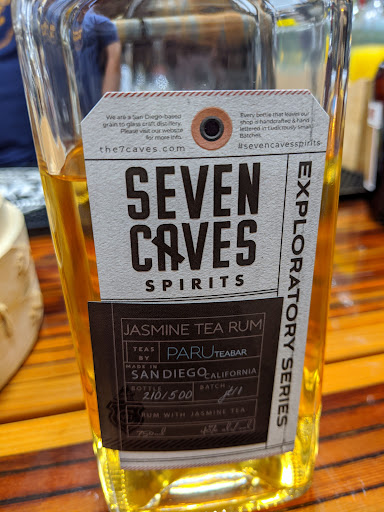 We are a San Diego-based
grain to glass craft distillery.
Please visit our website
for more info.
the7caves.com
Every bottle that leaves our
shop is handcrafted & hand
lettered in Ludicrously Small
Batches.
#sevencavesspirits
SEVEN
CAVES
SPIRITS
EXPLORATORY SERIES
JASMINE TEA RUM
TEAS
BY
PARU TEABAR
MADE IN
SAN DIEGO, CALIFORNIA
BOTTLE
BATCH
210/500
#11
RUM WITH JASMINE TEA
750ml